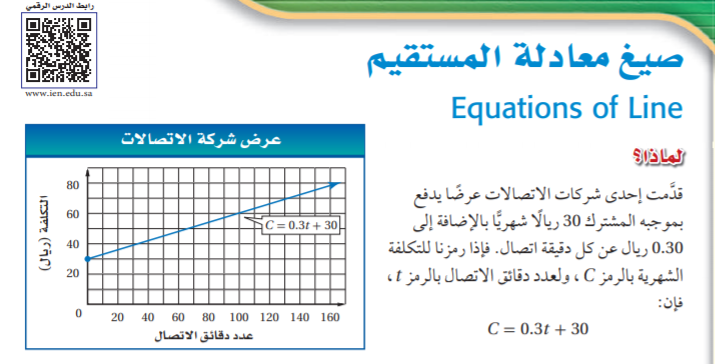 رابط الدرس الرقمي
www.ien.edu.sa
صيغ معادلة المستقيم
Equations of Line
لماذا؟
قدَّمت إحدى شركات الاتصالات عرضًا يدفع
بموجبه المشترك 30 ريالًا شهريًّا بالإضافة إلى
0.30 ريال عن كل دقيقة اتصال. فإذا رمزنا للتكلفة
الشهرية بالرمز C ، ولعدد دقائق الاتصال بالرمز t ،
فإن:
C = 0.3t + 30
عرض شركة الاتصالات
التكلفة (ريال)
80
60
40
20
0
C = 0.3t + 30
20 40 60 80 100 120 140 160
عدد دقائق الاتصال